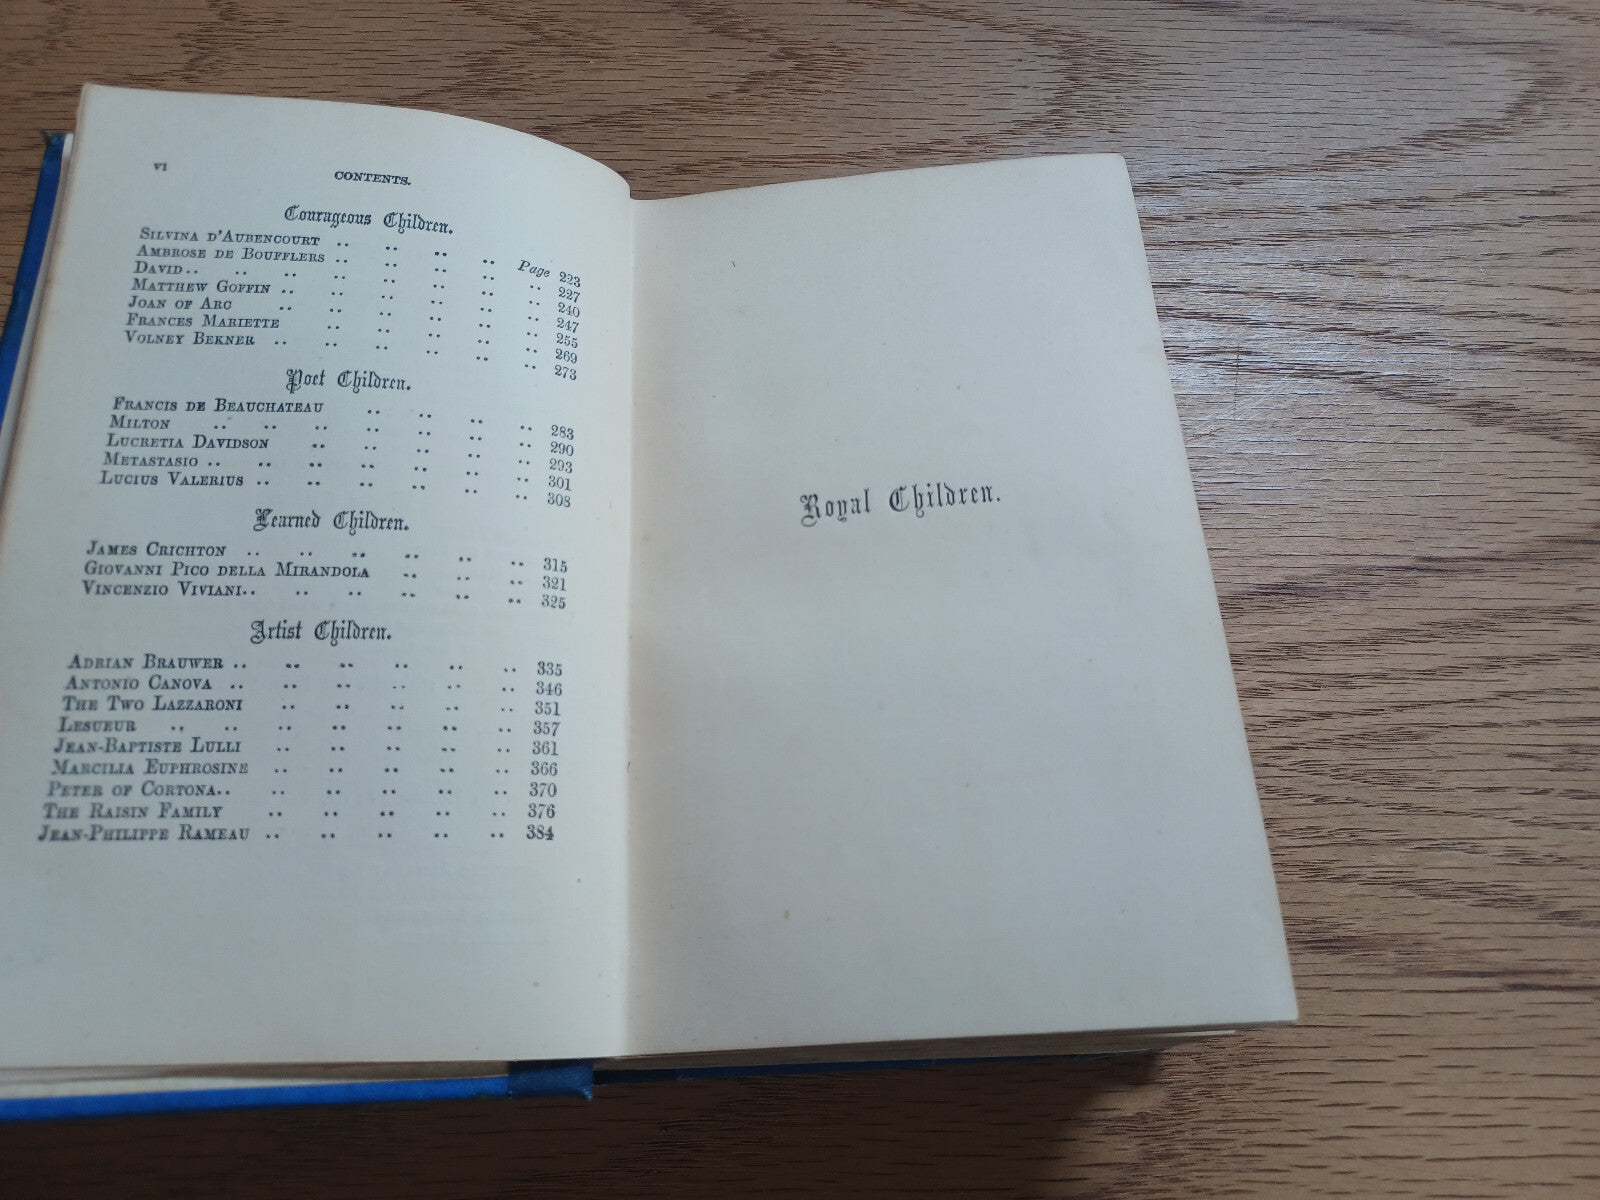 vi
CONTENTS.
Courageous Children.
SILVINA D'AUBENCOURT .. .. .. .. Page 223
AMBROSE DE BOUFFLERS .. .. .. .. .. 227
DAVID .. .. .. .. .. .. .. .. 240
MATTHEW GOFFIN .. .. .. .. .. .. 247
JOAN OF ARC .. .. .. .. .. .. 255
FRANCES MARIETTE .. .. .. .. .. 269
VOLNEY BEKNER .. .. .. .. .. .. 273
Poet Children.
FRANCIS DE BEAUCHATEAU .. .. .. .. 283
MILTON .. .. .. .. .. .. .. 290
LUCRETIA DAVIDSON .. .. .. .. .. 293
METASTASIO .. .. .. .. .. .. .. 301
LUCIUS VALERIUS .. .. .. .. .. .. 308
Learned Children.
JAMES CRICHTON .. .. .. .. .. .. 315
GIOVANNI PICO DELLA MIRANDOLA .. .. .. 321
VINCENZIO VIVIANI .. .. .. .. .. .. 325
Artist Children.
ADRIAN BRAUWER .. .. .. .. .. .. 335
ANTONIO CANOVA .. .. .. .. .. .. 346
THE TWO LAZZARONI .. .. .. .. .. 351
LESUEUR .. .. .. .. .. .. .. 357
JEAN-BAPTISTE LULLI .. .. .. .. .. 361
MARCILIA EUPHROSINE .. .. .. .. .. 366
PETER OF CORTONA .. .. .. .. .. .. 370
THE RAISIN FAMILY .. .. .. .. .. 376
JEAN-PHILIPPE RAMEAU .. .. .. .. .. 384
Royal Children.